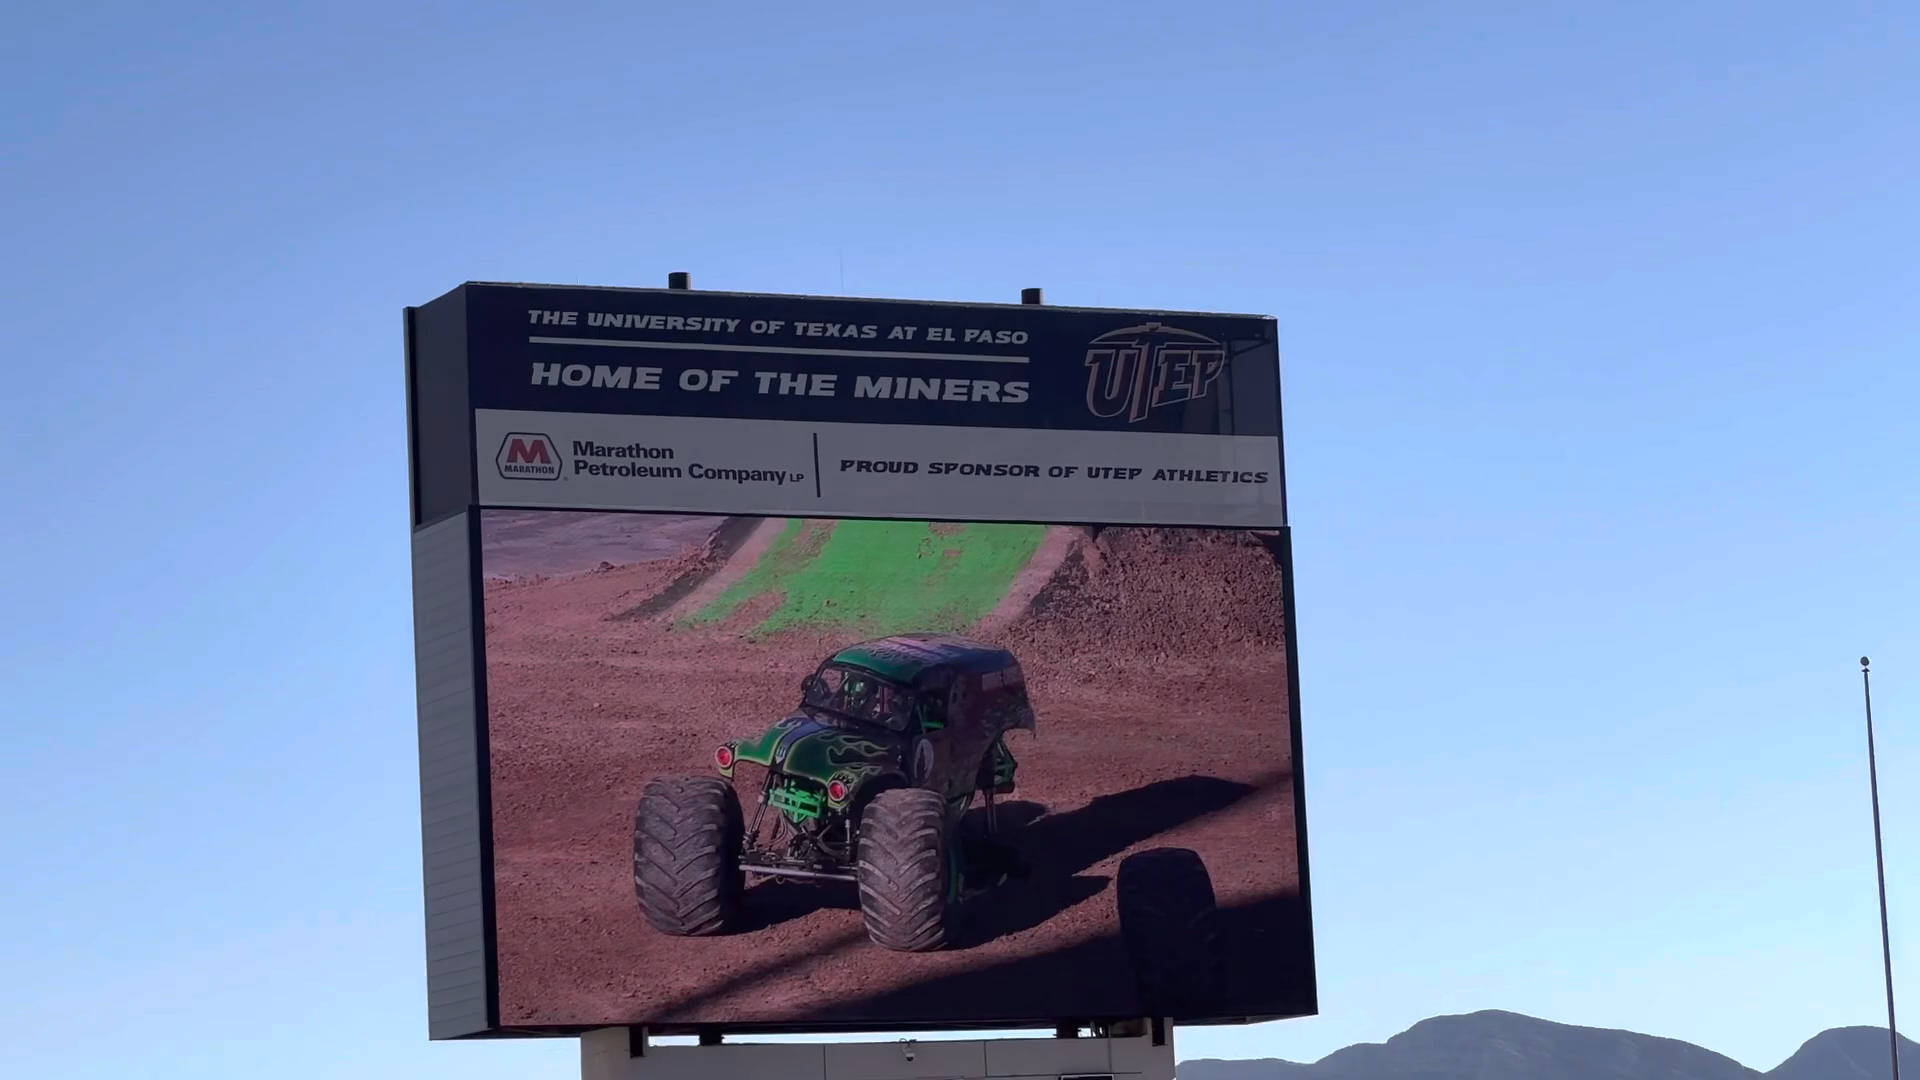 THE UNIVERSITY OF TEXAS AT EL PASO
HOME OF THE MINERS
UTEP
M
MARATHON
Marathon
Petroleum Company LP
PROUD SPONSOR OF UTEP ATHLETICS